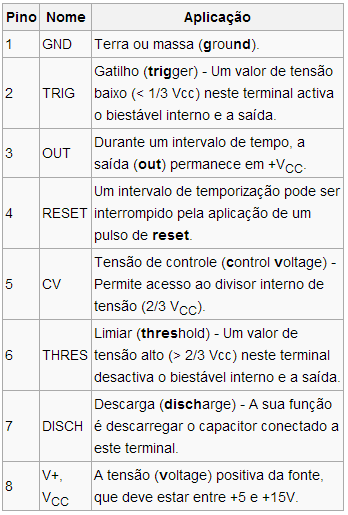 Pino Nome Aplicação
1 GND Terra ou massa (ground).
2 TRIG Gatilho (trigger) - Um valor de tensão
baixo (< 1/3 Vcc) neste terminal activa
o biestável interno e a saída.
3 OUT Durante um intervalo de tempo, a
saída (out) permanece em +VCC.
4 RESET Um intervalo de temporização pode ser
interrompido pela aplicação de um
pulso de reset.
5 CV Tensão de controle (control voltage) -
Permite acesso ao divisor interno de
tensão (2/3 VCC).
6 THRES Limiar (threshold) - Um valor de
tensão alto (> 2/3 Vcc) neste terminal
desactiva o biestável interno e a saída.
7 DISCH Descarga (discharge) - A sua função
é descarregar o capacitor conectado a
este terminal.
8 V+, VCC A tensão (voltage) positiva da fonte,
que deve estar entre +5 e +15V.